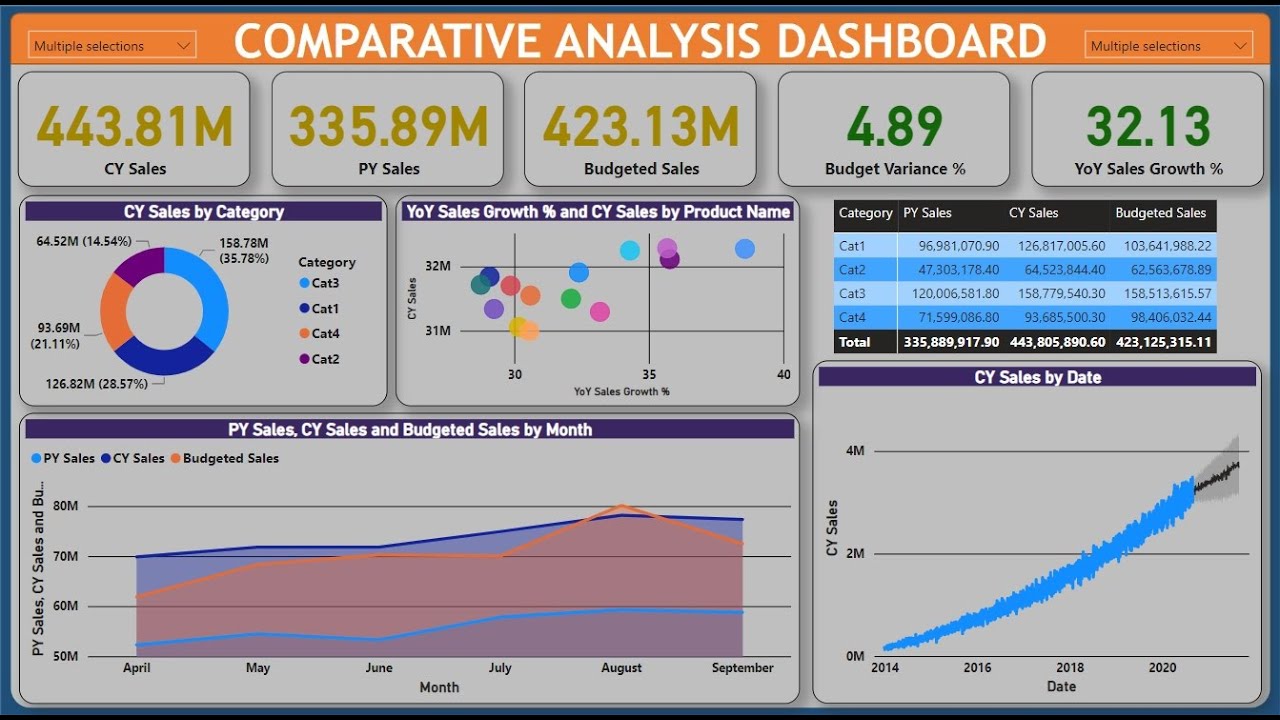 Multiple selections
COMPARATIVE ANALYSIS DASHBOARD
Multiple selections
443.81M
CY Sales
335.89M
PY Sales
423.13M
Budgeted Sales
4.89
Budget Variance %
32.13
YoY Sales Growth %
CY Sales by Category
64.52M (14.54%)
158.78M
(35.78%)
93.69M
(21.11%)
126.82M (28.57%)
Category
Cat3
Cat1
Cat4
Cat2
YoY Sales Growth % and CY Sales by Product Name
CY Sales
32M
31M
30 35 40
YoY Sales Growth %
Category PY Sales CY Sales Budgeted Sales
Cat1 96,981,070.90 126,817,005.60 103,641,988.22
Cat2 47,303,178.40 64,523,844.40 62,563,678.89
Cat3 120,006,581.80 158,779,540.30 158,513,615.57
Cat4 71,599,086.80 93,685,500.30 98,406,032.44
Total 335,889,917.90 443,805,890.60 423,125,315.11
PY Sales, CY Sales and Budgeted Sales by Month
PY Sales CY Sales Budgeted Sales
PY Sales, CY Sales and Bu...
80M
70M
60M
50M
April May June July August September
Month
CY Sales by Date
CY Sales
4M
2M
0M
2014 2016 2018 2020
Date